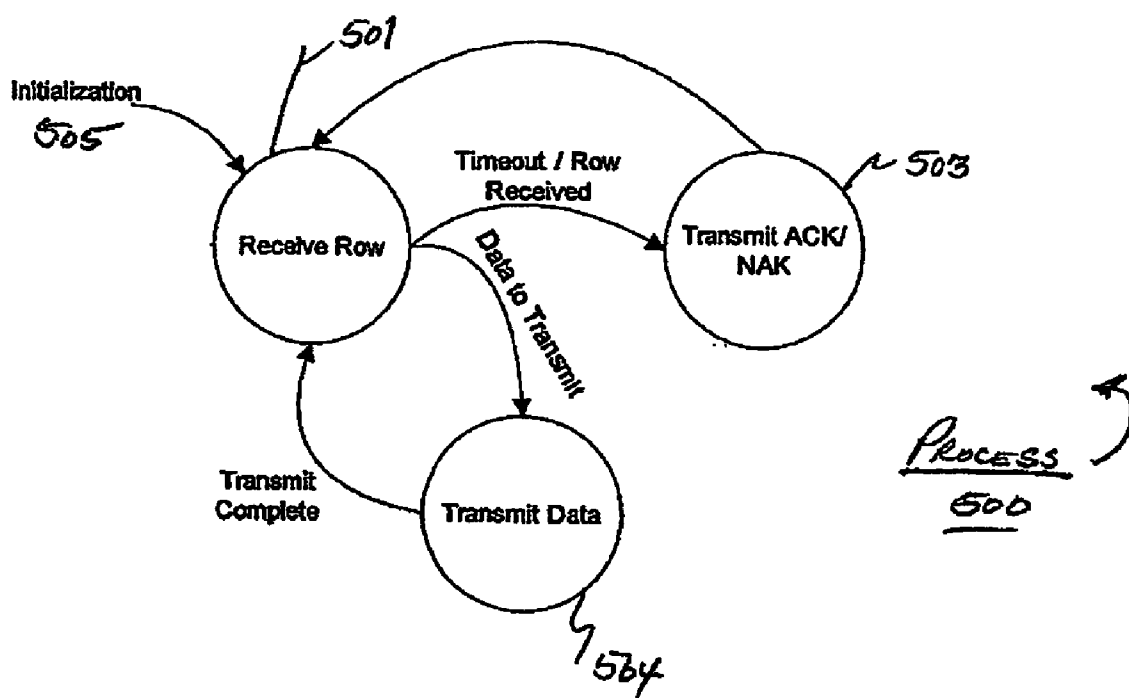 501
Initialization
505
Timeout / Row
Received
503
Receive Row
Transmit ACK/
NAK
Data to Transmit
Process
500
Transmit
Complete
Transmit Data
504